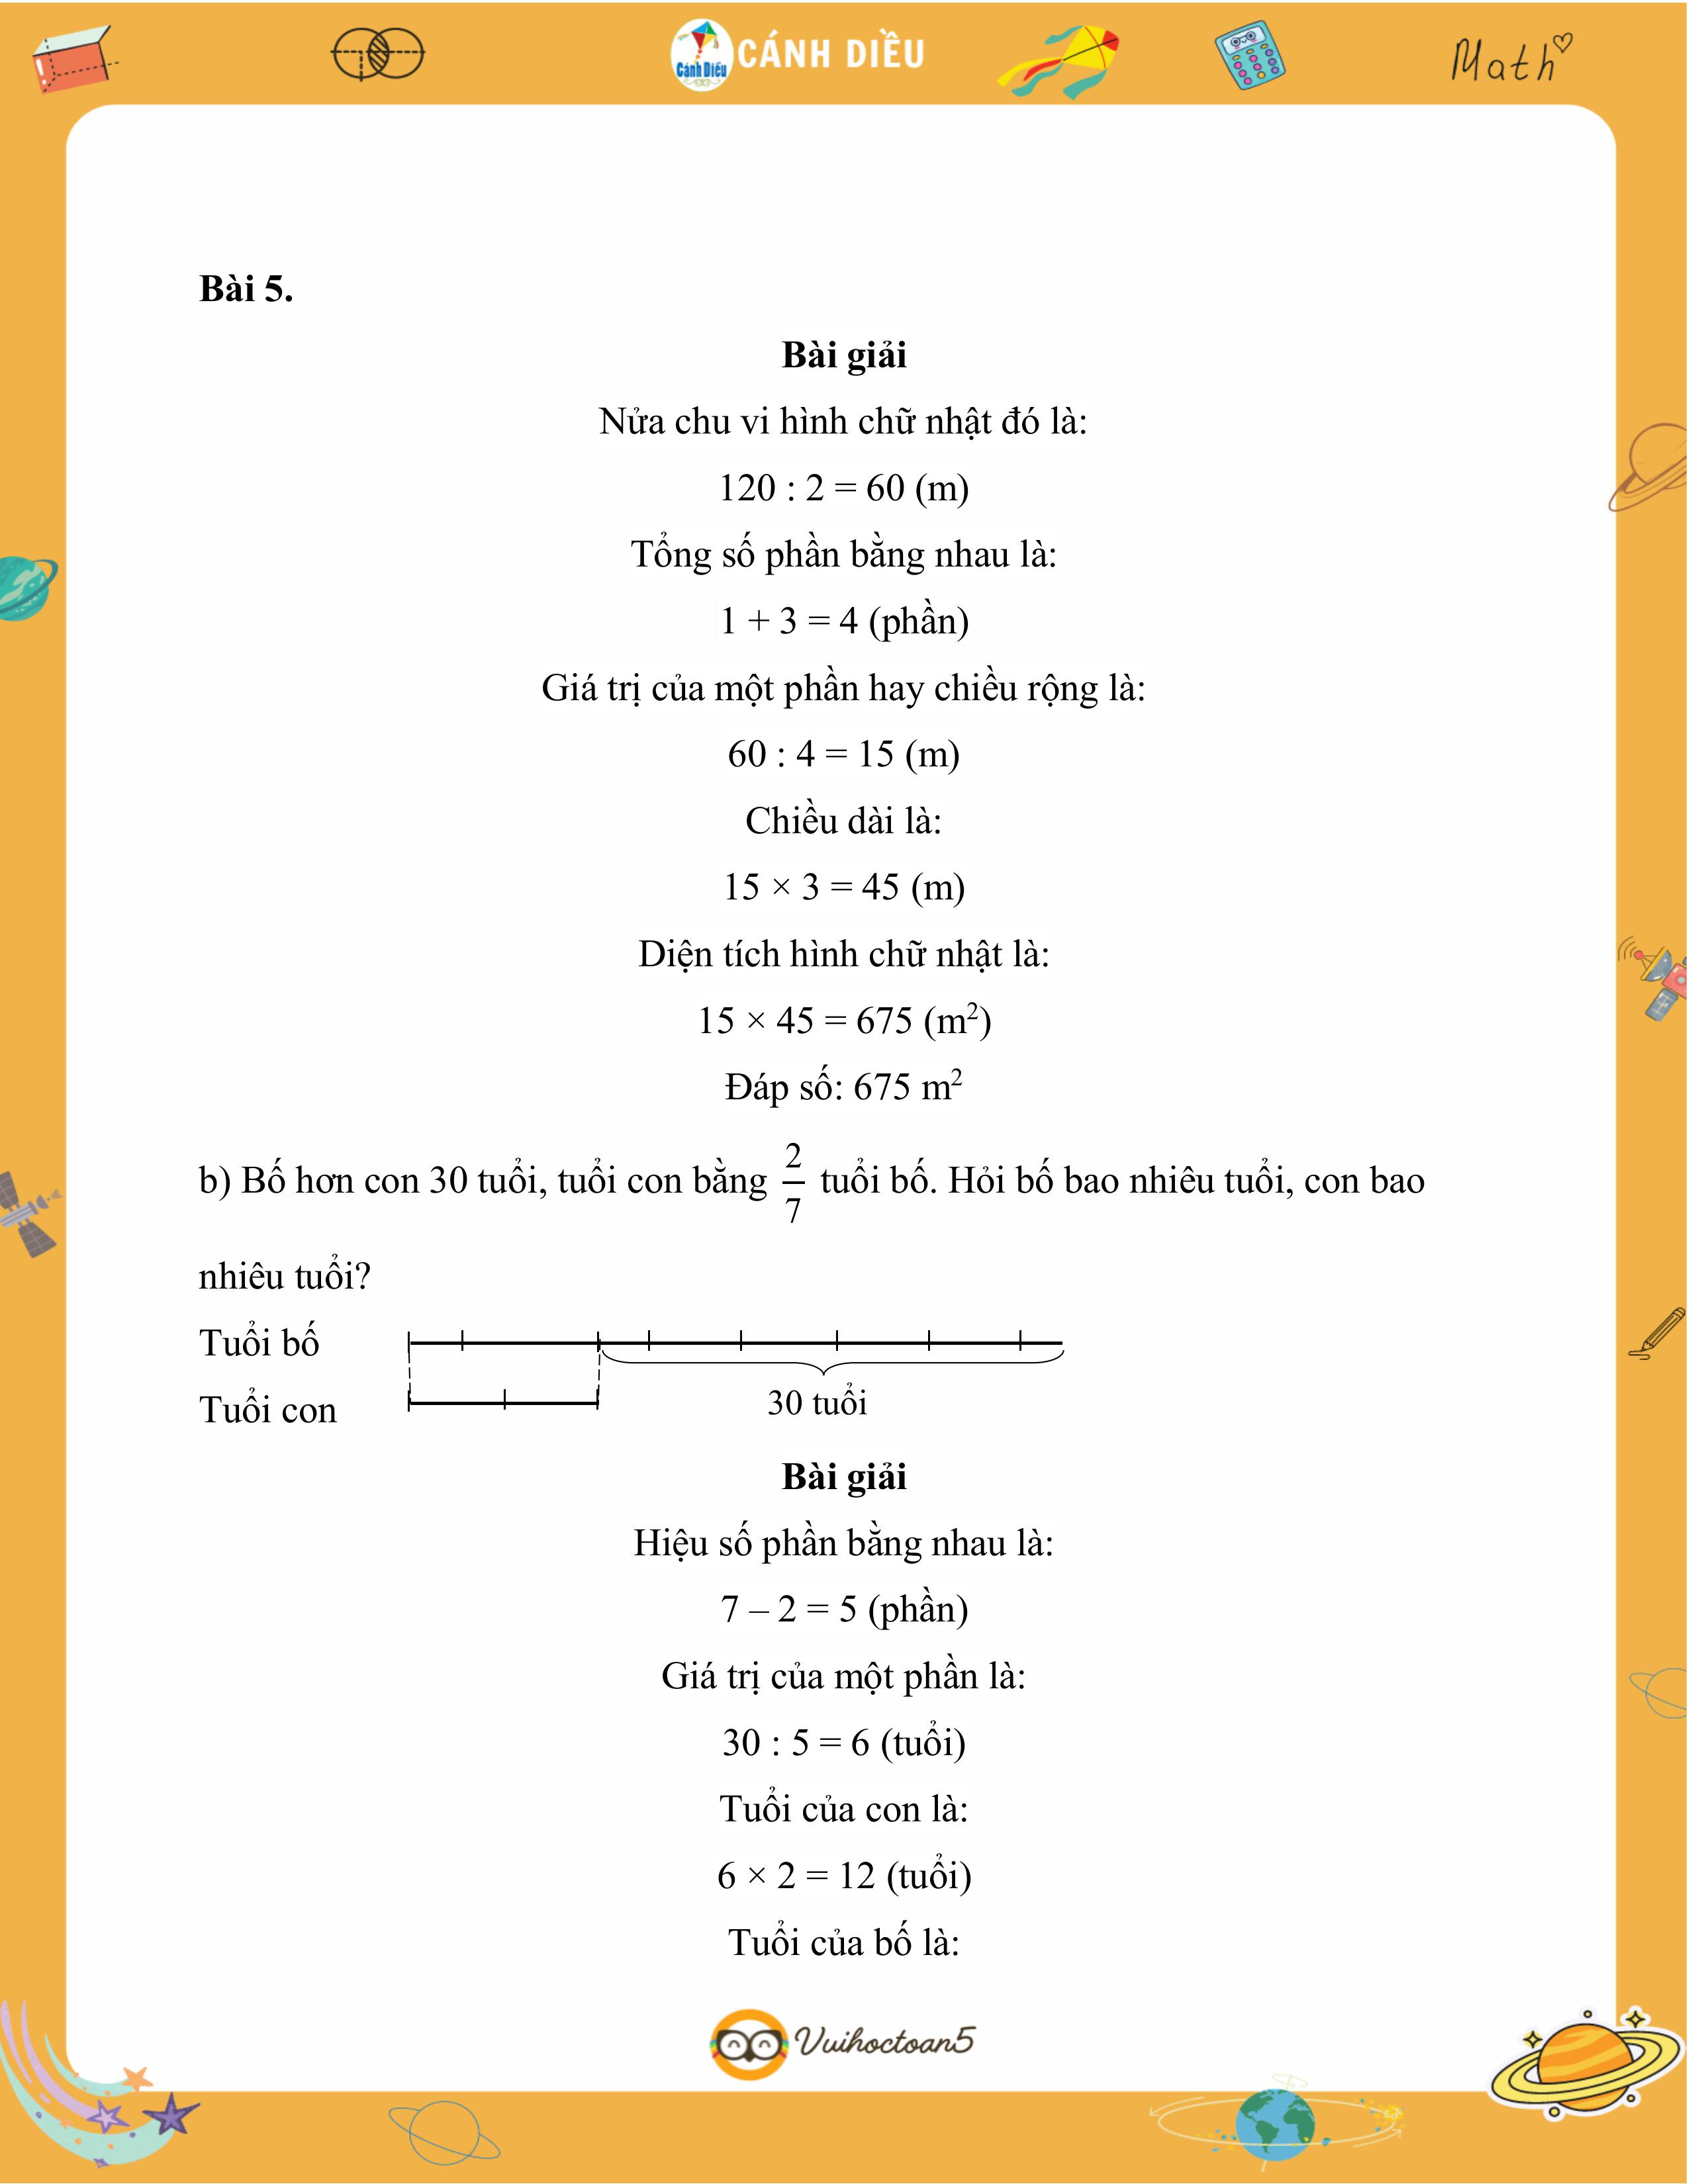 Cánh Diều CÁNH DIỀU
Math
Bài 5.
Bài giải
Nửa chu vi hình chữ nhật đó là:
120 : 2 = 60 (m)
Tổng số phần bằng nhau là:
1 + 3 = 4 (phần)
Giá trị của một phần hay chiều rộng là:
60 : 4 = 15 (m)
Chiều dài là:
15 × 3 = 45 (m)
Diện tích hình chữ nhật là:
15 × 45 = 675 (m²)
Đáp số: 675 m²
b) Bố hơn con 30 tuổi, tuổi con bằng 2/7 tuổi bố. Hỏi bố bao nhiêu tuổi, con bao
nhiêu tuổi?
Tuổi bố
Tuổi con
30 tuổi
Bài giải
Hiệu số phần bằng nhau là:
7 – 2 = 5 (phần)
Giá trị của một phần là:
30 : 5 = 6 (tuổi)
Tuổi của con là:
6 × 2 = 12 (tuổi)
Tuổi của bố là:
Vuihoctoan5